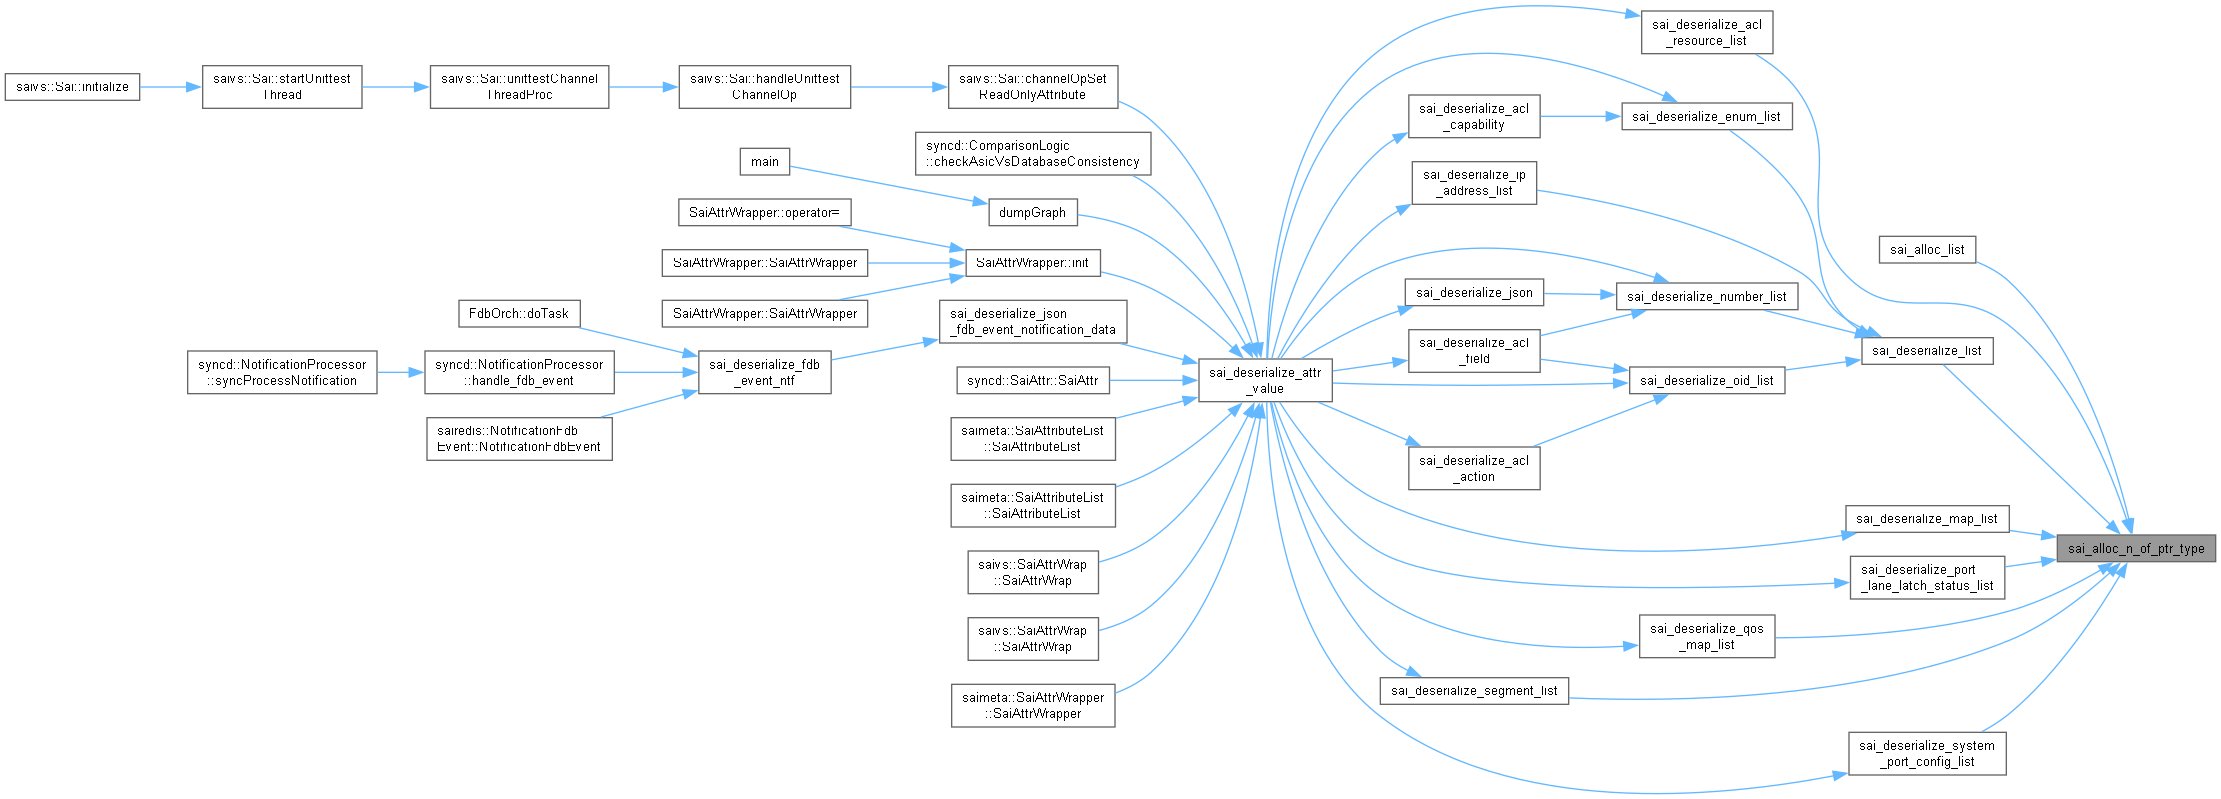 sai_deserialize_acl
_resource_list
saivs::Sai::initialize
saivs::Sai::startUnittest
Thread
saivs::Sai::unittestChannel
ThreadProc
saivs::Sai::handleUnittest
ChannelOp
saivs::Sai::channelOpSet
ReadOnlyAttribute
sai_deserialize_acl
_capability
sai_deserialize_enum_list
syncd::ComparisonLogic
::checkAsicVsDatabaseConsistency
main
sai_deserialize_ip
_address_list
SaiAttrWrapper::operator=
dumpGraph
sai_alloc_list
SaiAttrWrapper::SaiAttrWrapper
SaiAttrWrapper::init
SaiAttrWrapper::SaiAttrWrapper
sai_deserialize_json
sai_deserialize_number_list
FdbOrch::doTask
sai_deserialize_json
_fdb_event_notification_data
sai_deserialize_acl
_field
sai_deserialize_list
syncd::NotificationProcessor
::syncProcessNotification
syncd::NotificationProcessor
::handle_fdb_event
sai_deserialize_fdb
_event_ntf
syncd::SaiAttr::SaiAttr
sai_deserialize_attr
_value
sai_deserialize_oid_list
sairedis::NotificationFdb
Event::NotificationFdbEvent
saimeta::SaiAttributeList
::SaiAttributeList
sai_deserialize_acl
_action
saimeta::SaiAttributeList
::SaiAttributeList
sai_deserialize_map_list
sai_alloc_n_of_ptr_type
saivs::SaiAttrWrap
::SaiAttrWrap
sai_deserialize_port
_lane_latch_status_list
saivs::SaiAttrWrap
::SaiAttrWrap
sai_deserialize_qos
_map_list
saimeta::SaiAttrWrapper
::SaiAttrWrapper
sai_deserialize_segment_list
sai_deserialize_system
_port_config_list